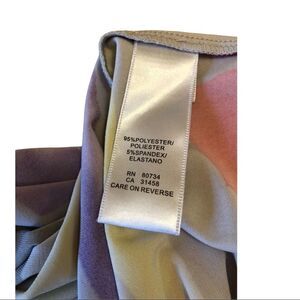 95%POLYESTER/
POLIESTER
5%SPANDEX/
ELASTANO
RN 80734
CA 31458
CARE ON REVERSE